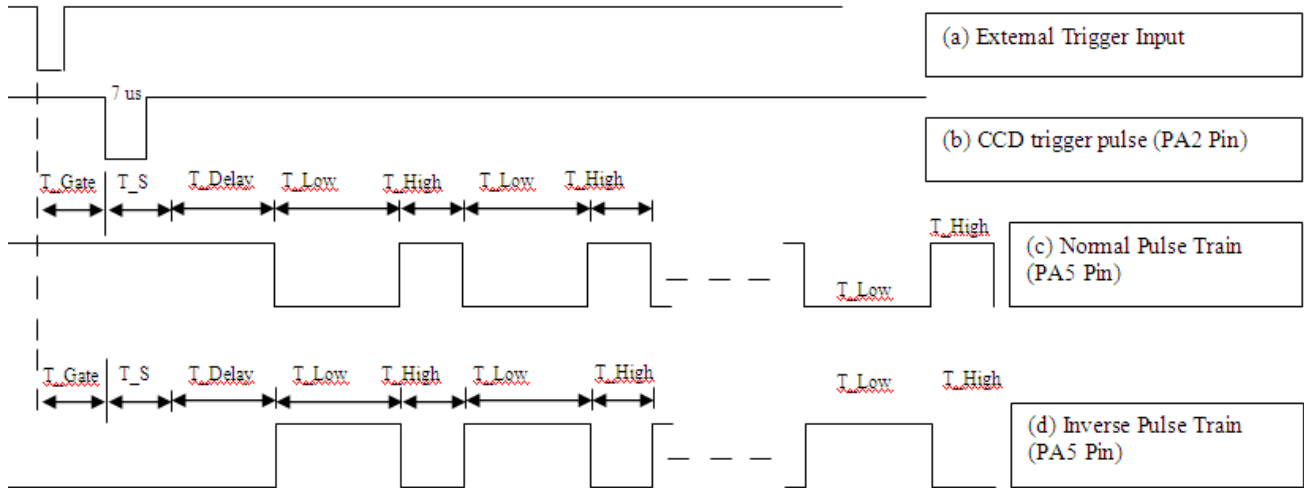 (a) External Trigger Input
7 us
(b) CCD trigger pulse (PA2 Pin)
T_Gate T_S T_Delay T_Low T_High T_Low T_High
T_High
(c) Normal Pulse Train
(PA5 Pin)
T_Low
T_Gate T_S T_Delay T_Low T_High T_Low T_High T_Low T_High
(d) Inverse Pulse Train
(PA5 Pin)